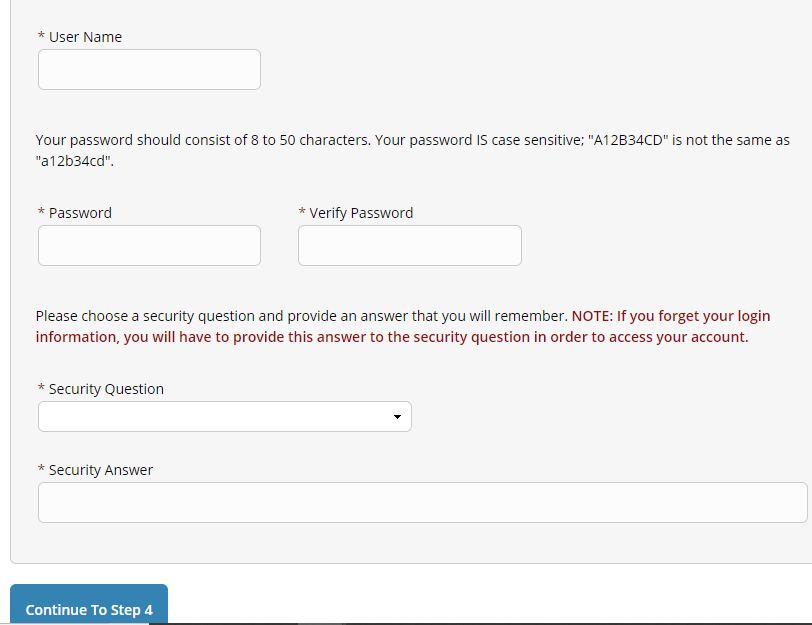 * User Name
Your password should consist of 8 to 50 characters. Your password IS case sensitive; "A12B34CD" is not the same as
"a12b34cd".
* Password
* Verify Password
Please choose a security question and provide an answer that you will remember. NOTE: If you forget your login
information, you will have to provide this answer to the security question in order to access your account.
* Security Question
* Security Answer
Continue To Step 4